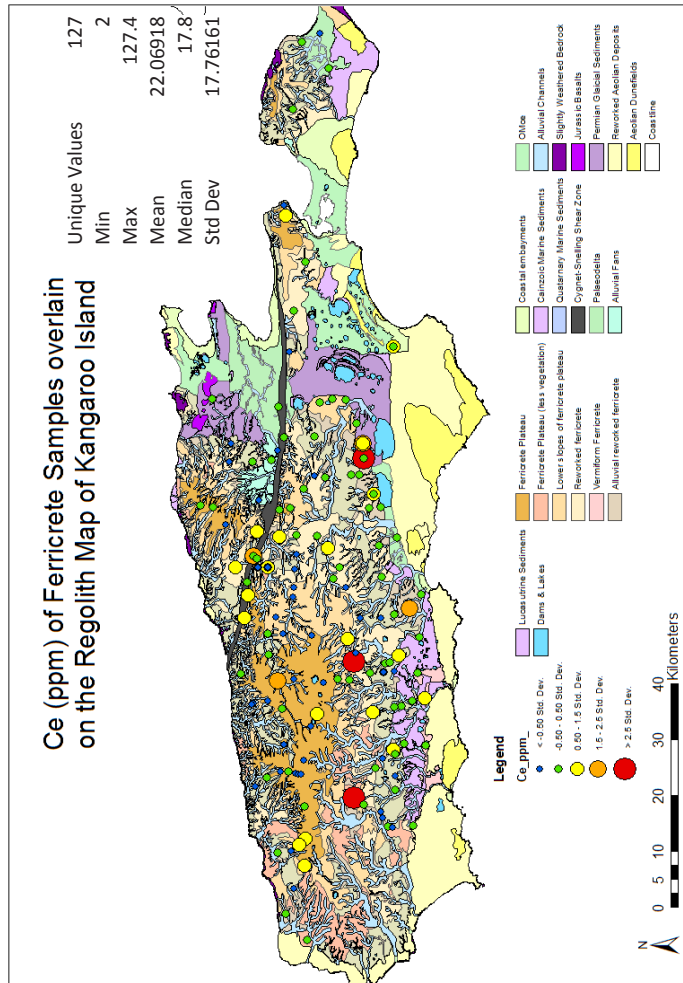 Ce (ppm) of Ferricrete Samples overlain
on the Regolith Map of Kangaroo Island
Unique Values 127
Min 2
Max 127.4
Mean 22.06918
Median 17.8
Std Dev 17.76161
Legend
Ce_ppm_
< -0.50 Std. Dev.
-0.50 - 0.50 Std. Dev.
0.50 - 1.5 Std. Dev.
1.5 - 2.5 Std. Dev.
> 2.5 Std. Dev.
Lucasutrine Sediments
Dams & Lakes
Ferricrete Plateau
Ferricrete Plateau (less vegetation)
Lower slopes of ferricrete plateau
Reworked ferricrete
Vermiform Ferricrete
Alluvial reworked ferricrete
Coastal embayments
Cainzoic Marine Sediments
Quaternary Marine Sediments
Cygnet-Snelling Shear Zone
Palaeodelta
Alluvial Fans
OMce
Alluvial Channels
Slightly Weathered Bedrock
Jurassic Basalts
Permian Glaicial Sediments
Reworked Aeolian Deposits
Aeolian Dunefields
Coastline
N
0 5 10 20 30 40
Kilometers